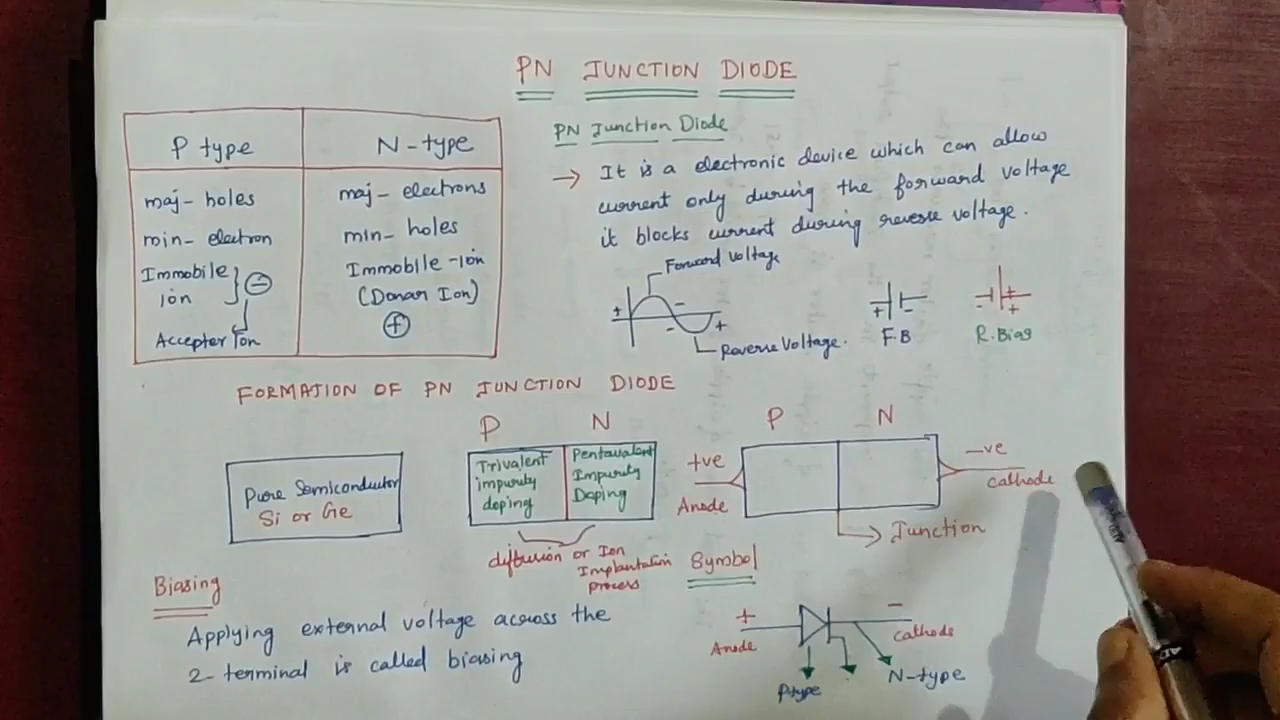 PN JUNCTION DIODE
P type
N-type
maj- holes
maj- electrons
min- electron
min- holes
Immobile
ion
Immobile -ion
(Donar Ion)
−
+
Accepter Ion
PN Junction Diode
→ It is a electronic device which can allow
current only during the forward voltage
it blocks current during reverse voltage.
Forward Voltage
+ −
− +
Reverse Voltage.
+ -
F.B
- +
+
R.Bias
FORMATION OF PN JUNCTION DIODE
Pure Semiconductor
Si or Ge
P N
Trivalent
impurity
doping
Pentavalent
Impurity
Doping
diffusion or Ion
Implantation
process
P N
+ve
Anode
-ve
cathode
Junction
Biasing
Applying external voltage across the
2- terminal is called biasing
Symbol
+ −
Anode
cathode
P-type
N-type